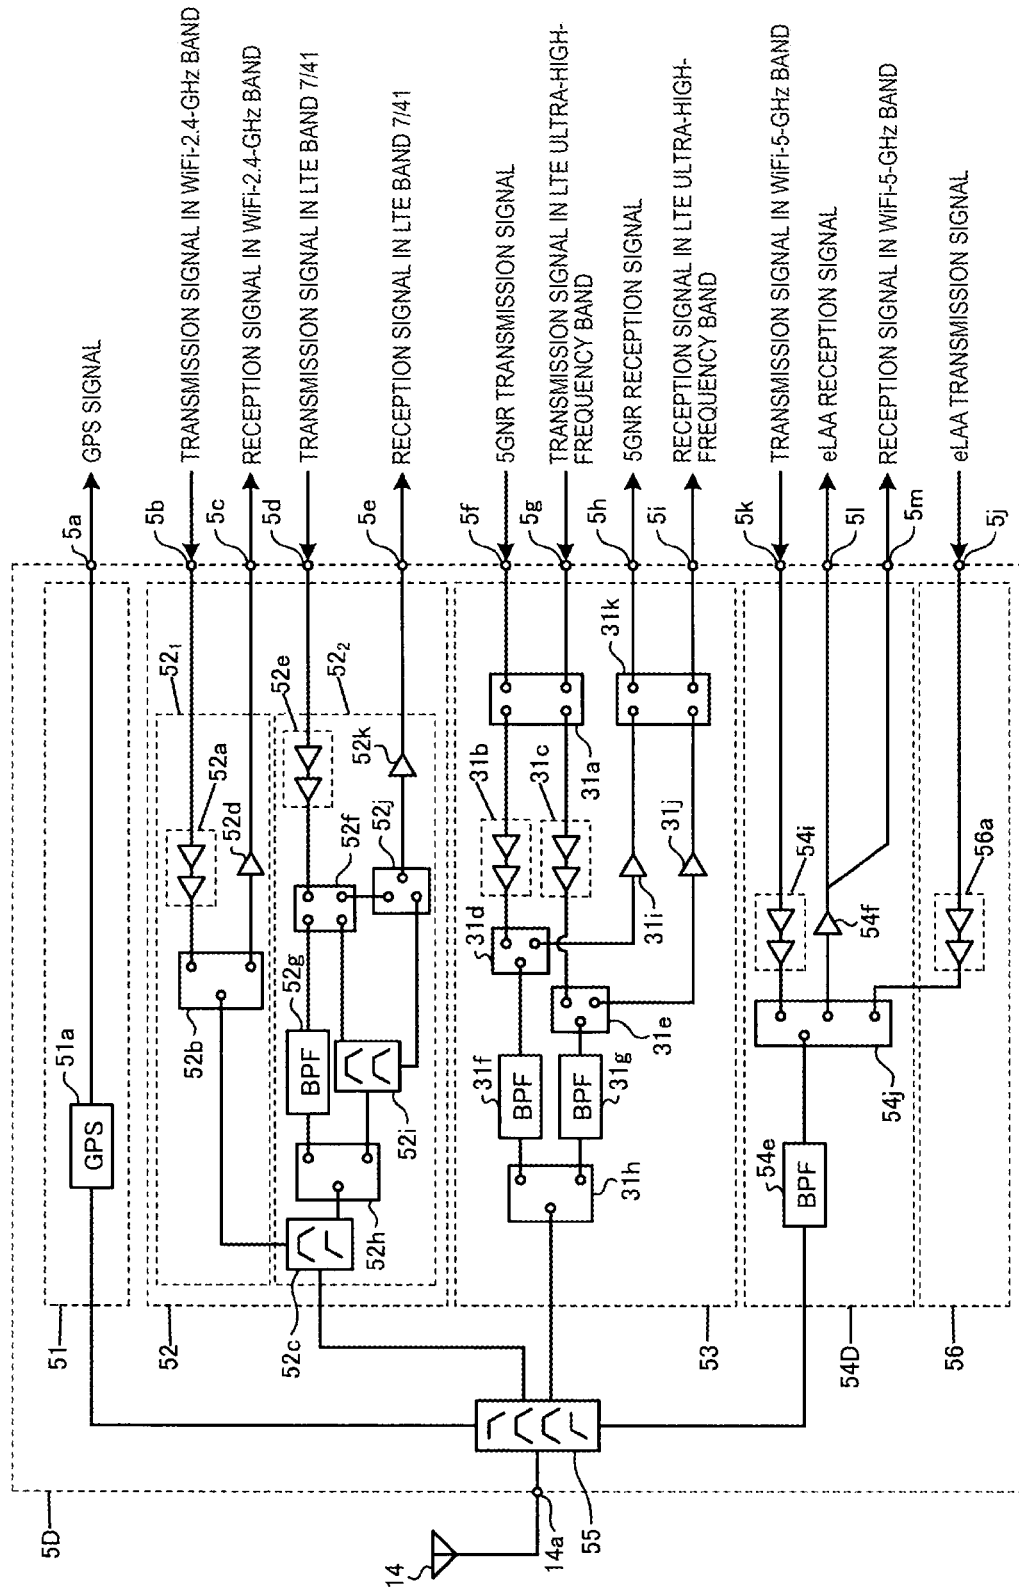 GPS SIGNAL
TRANSMISSION SIGNAL IN WiFi-2.4-GHz BAND
RECEPTION SIGNAL IN WiFi-2.4-GHz BAND
TRANSMISSION SIGNAL IN LTE BAND 7/41
RECEPTION SIGNAL IN LTE BAND 7/41
5GNR TRANSMISSION SIGNAL
TRANSMISSION SIGNAL IN LTE ULTRA-HIGH-
FREQUENCY BAND
5GNR RECEPTION SIGNAL
RECEPTION SIGNAL IN LTE ULTRA-HIGH-
FREQUENCY BAND
TRANSMISSION SIGNAL IN WiFi-5-GHz BAND
eLAA RECEPTION SIGNAL
RECEPTION SIGNAL IN WiFi-5-GHz BAND
eLAA TRANSMISSION SIGNAL
5a
5b
5c
5d
5e
5f
5g
5h
5i
5k
5l
5m
5j
52₁
52e
52₂
52a
52d
52k
52f
52j
52g
52b
52i
52h
52c
51a
GPS
BPF
31k
31b
31c
31a
31d
31i
31j
31e
31f
31g
BPF
BPF
31h
54i
54f
56a
54j
54e
BPF
51
52
53
54D
56
5D
14
14a
55